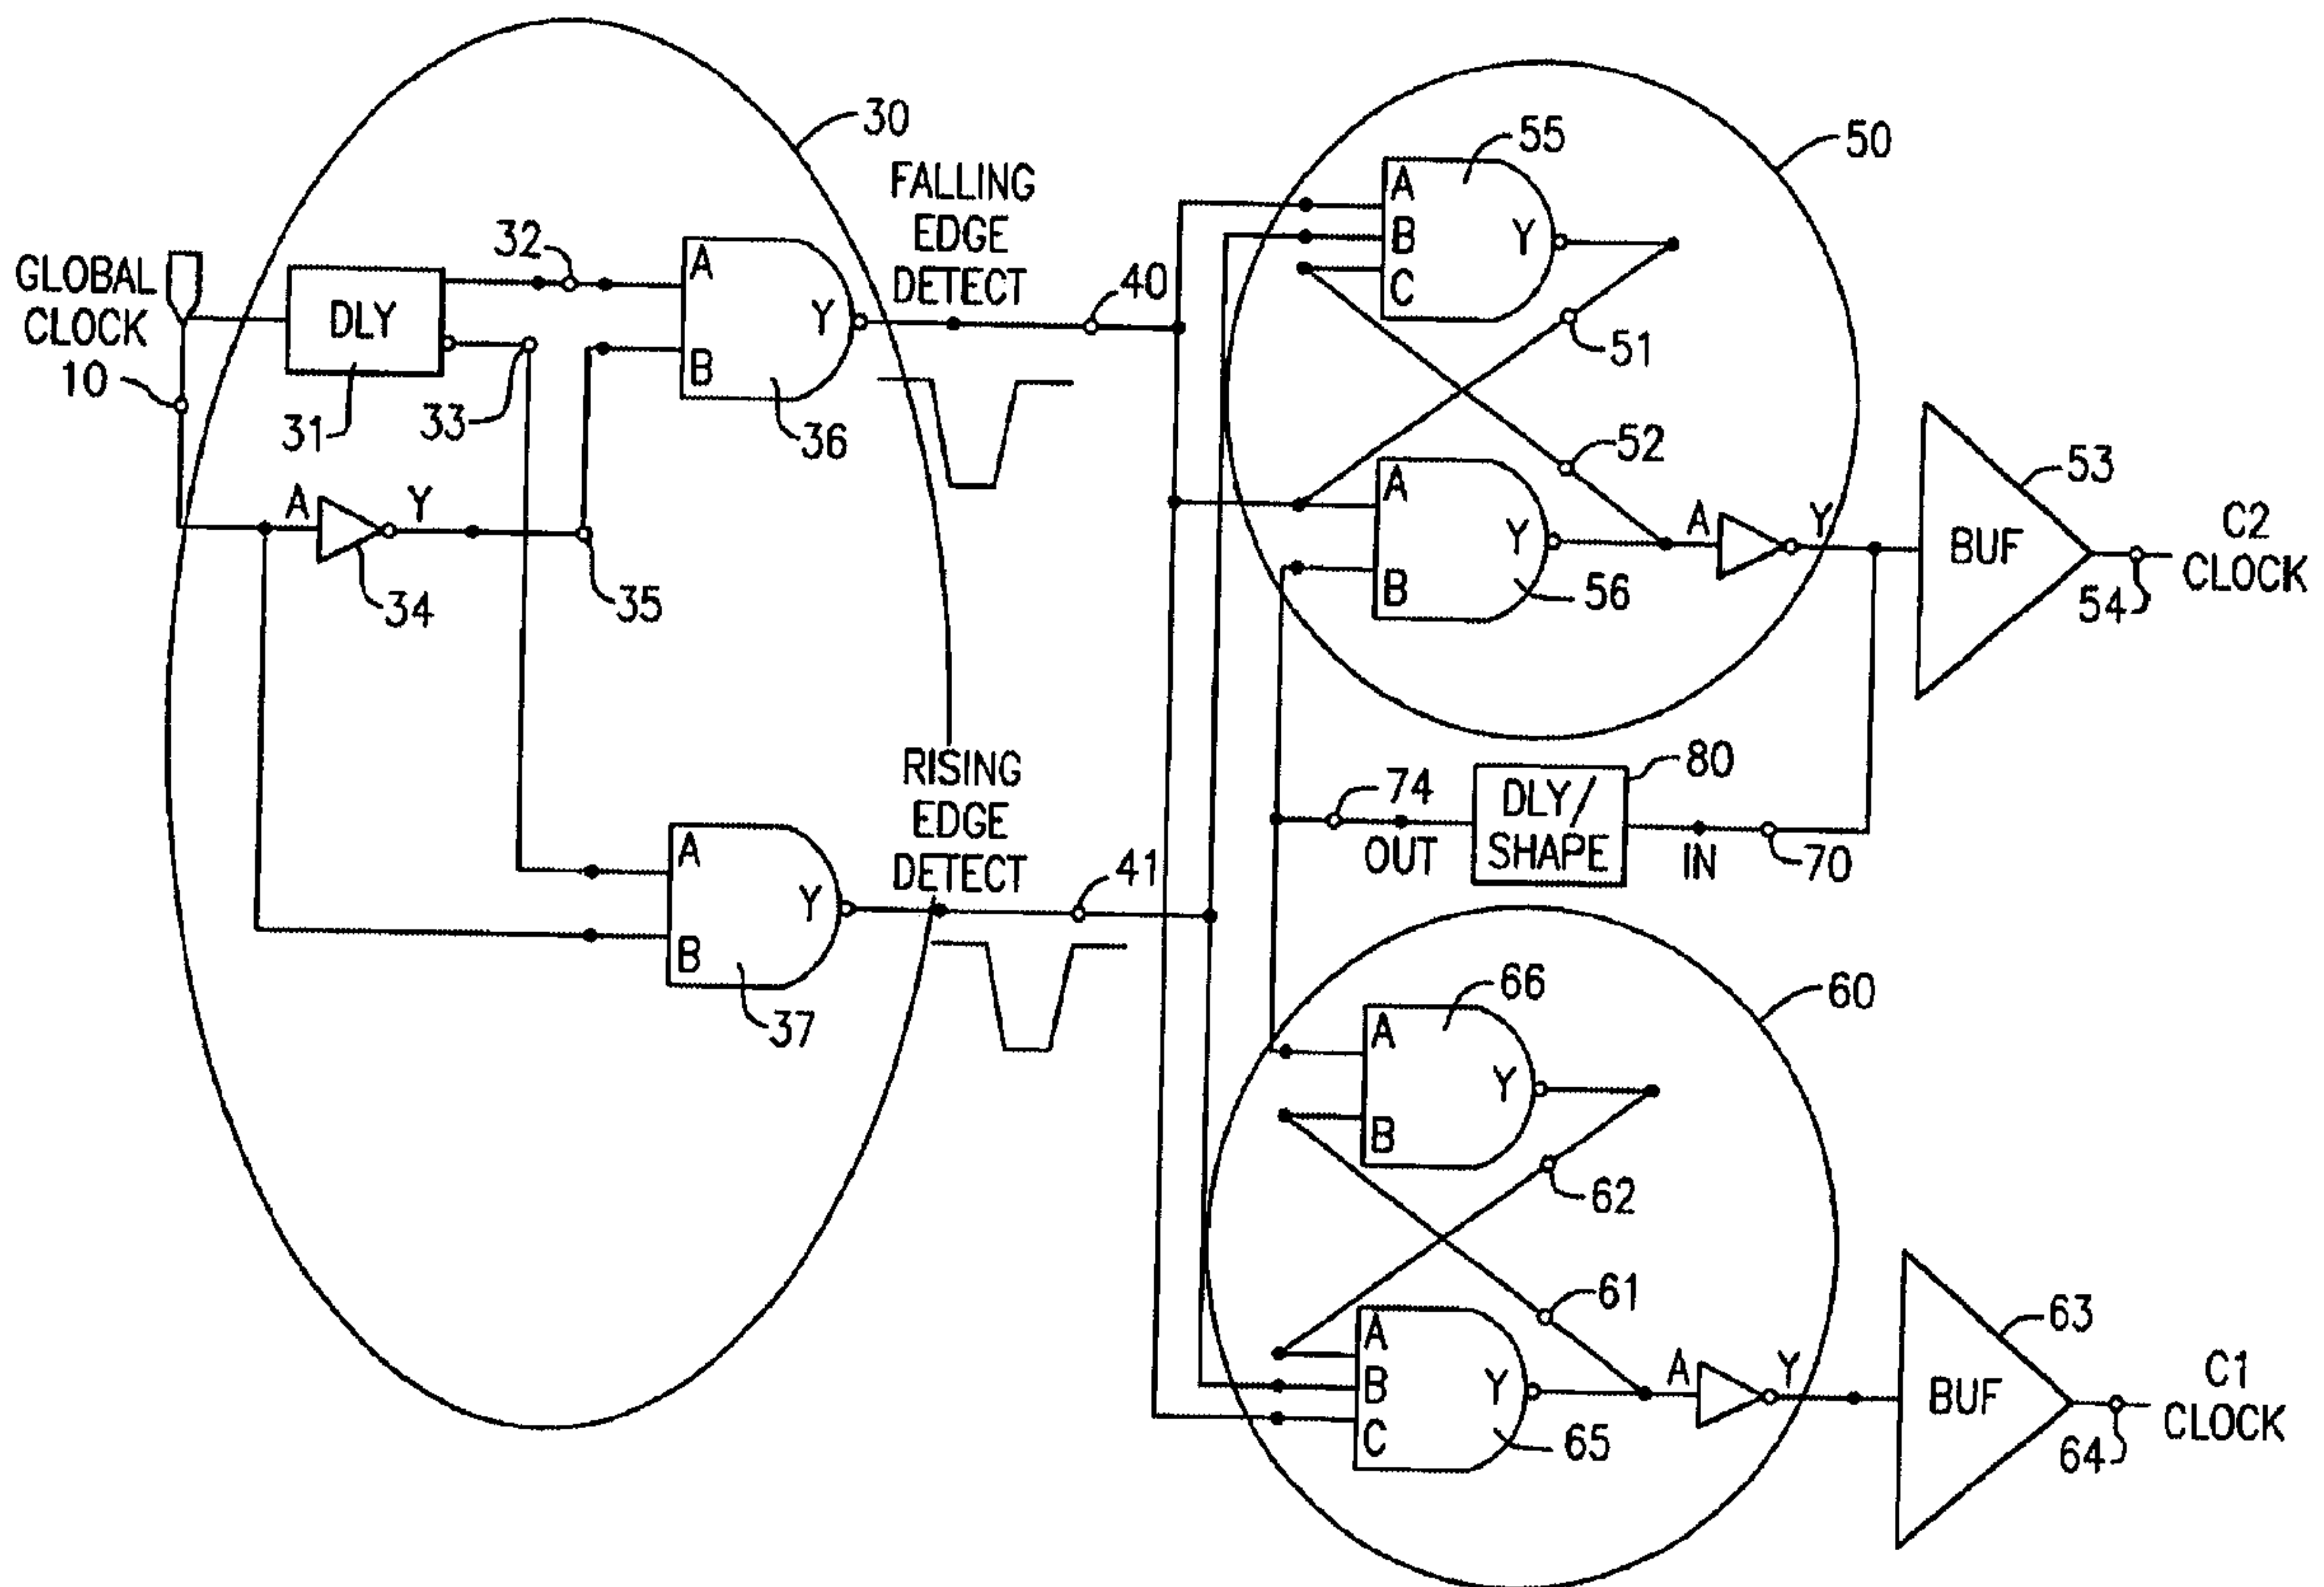 GLOBAL
CLOCK
10
DLY
31
32
33
A
Y
34
35
A
B
Y
36
30
FALLING
EDGE
DETECT
40
A
B
Y
37
RISING
EDGE
DETECT
41
A
B
C
Y
55
50
51
52
A
B
Y
56
A
Y
BUF
53
54
C2
CLOCK
74
OUT
DLY/
SHAPE
80
IN
70
A
B
Y
66
60
62
61
A
B
C
Y
65
A
Y
BUF
63
64
C1
CLOCK